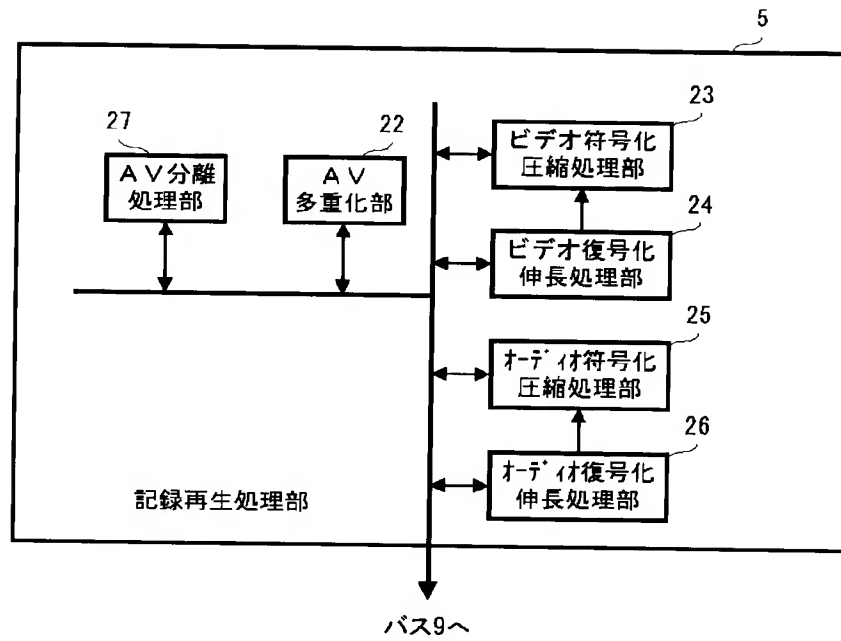 5
27
ＡＶ分離
処理部
22
ＡＶ
多重化部
23
ビデオ符号化
圧縮処理部
24
ビデオ復号化
伸長処理部
25
ｵｰﾃﾞｨｵ符号化
圧縮処理部
26
ｵｰﾃﾞｨｵ復号化
伸長処理部
記録再生処理部
バス9へ